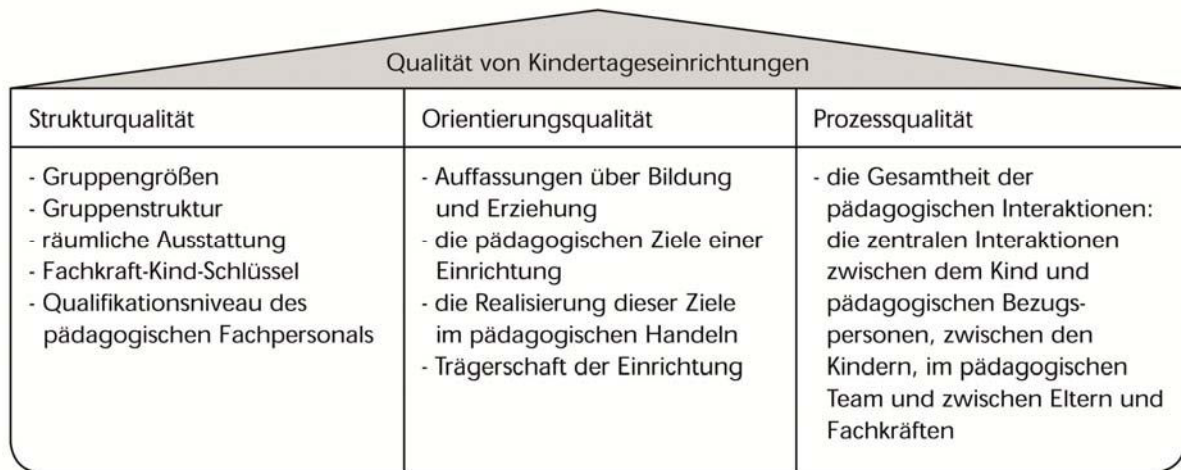 Qualität von Kindertageseinrichtungen
Strukturqualität
- Gruppengrößen
- Gruppenstruktur
- räumliche Ausstattung
- Fachkraft-Kind-Schlüssel
- Qualifikationsniveau des
pädagogischen Fachpersonals
Orientierungsqualität
- Auffassungen über Bildung
und Erziehung
- die pädagogischen Ziele einer
Einrichtung
- die Realisierung dieser Ziele
im pädagogischen Handeln
- Trägerschaft der Einrichtung
Prozessqualität
- die Gesamtheit der
pädagogischen Interaktionen:
die zentralen Interaktionen
zwischen dem Kind und
pädagogischen Bezugs-
personen, zwischen den
Kindern, im pädagogischen
Team und zwischen Eltern und
Fachkräften